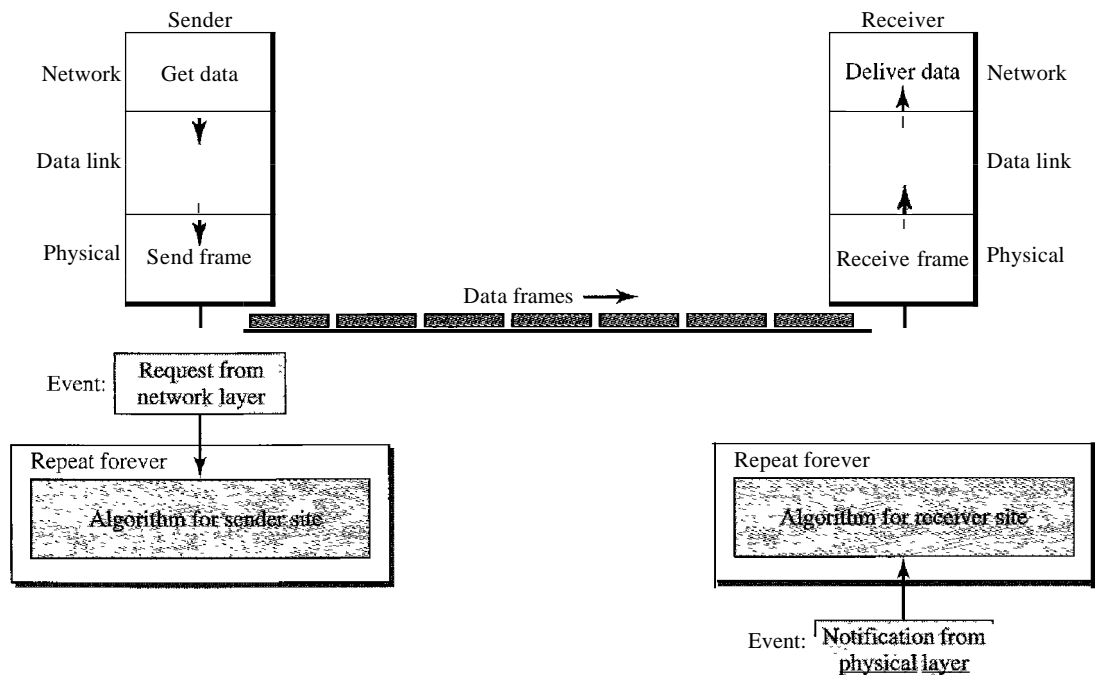 Sender
Receiver
Network
Get data
Deliver data
Network
Data link
Data link
Physical
Send frame
Receive frame
Physical
Data frames
Event:
Request from
network layer
Repeat forever
Algorithm for sender site
Repeat forever
Algorithm for receiver site
Event:
Notification from
physical layer